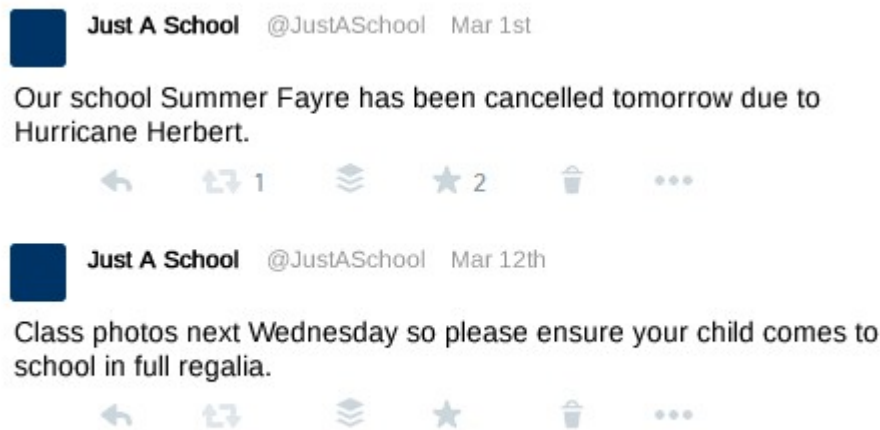 Just A School @JustASchool Mar 1st
Our school Summer Fayre has been cancelled tomorrow due to
Hurricane Herbert.
1 2
Just A School @JustASchool Mar 12th
Class photos next Wednesday so please ensure your child comes to
school in full regalia.